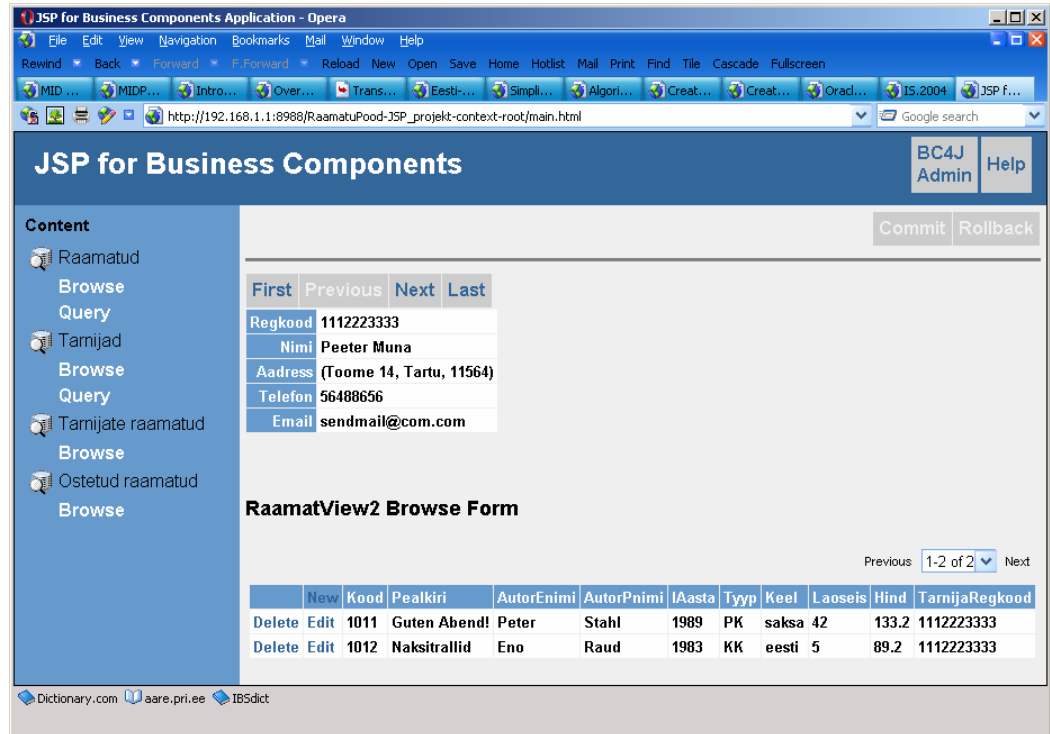 JSP for Business Components Application - Opera
File Edit View Navigation Bookmarks Mail Window Help
Rewind Back Forward F.Forward Reload New Open Save Home Hotlist Mail Print Find Tile Cascade Fullscreen
MID ... MIDP... Intro... Over... Trans... Eesti-... Simpli... Algori... Creat... Creat... Oracl... IS.2004 JSP f...
http://192.168.1.1:8988/RaamatuPood-JSP_projekt-context-root/main.html Google search
JSP for Business Components
BC4J Admin
Help
Content
Raamatud
Browse
Query
Tarnijad
Browse
Query
Tarnijate raamatud
Browse
Ostetud raamatud
Browse
Commit Rollback
First Previous Next Last
Regkood 1112223333
Nimi Peeter Muna
Aadress (Toome 14, Tartu, 11564)
Telefon 56488656
Email sendmail@com.com
RaamatView2 Browse Form
Previous 1-2 of 2 Next
New Kood Pealkiri AutorEnimi AutorPnimi IAasta Tyyp Keel Laoseis Hind TarnijaRegkood
Delete Edit 1011 Guten Abend! Peter Stahl 1989 PK saksa 42 133.2 1112223333
Delete Edit 1012 Naksitrallid Eno Raud 1983 KK eesti 5 89.2 1112223333
Dictionary.com aare.pri.ee IBSdict